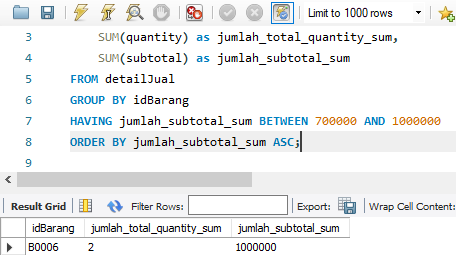 Limit to 1000 rows
3 SUM(quantity) as jumlah_total_quantity_sum,
4 SUM(subtotal) as jumlah_subtotal_sum
5 FROM detailJual
6 GROUP BY idBarang
7 HAVING jumlah_subtotal_sum BETWEEN 700000 AND 1000000
8 ORDER BY jumlah_subtotal_sum ASC;
9
Result Grid Filter Rows: Export: Wrap Cell Content:
idBarang jumlah_total_quantity_sum jumlah_subtotal_sum
B0006 2 1000000